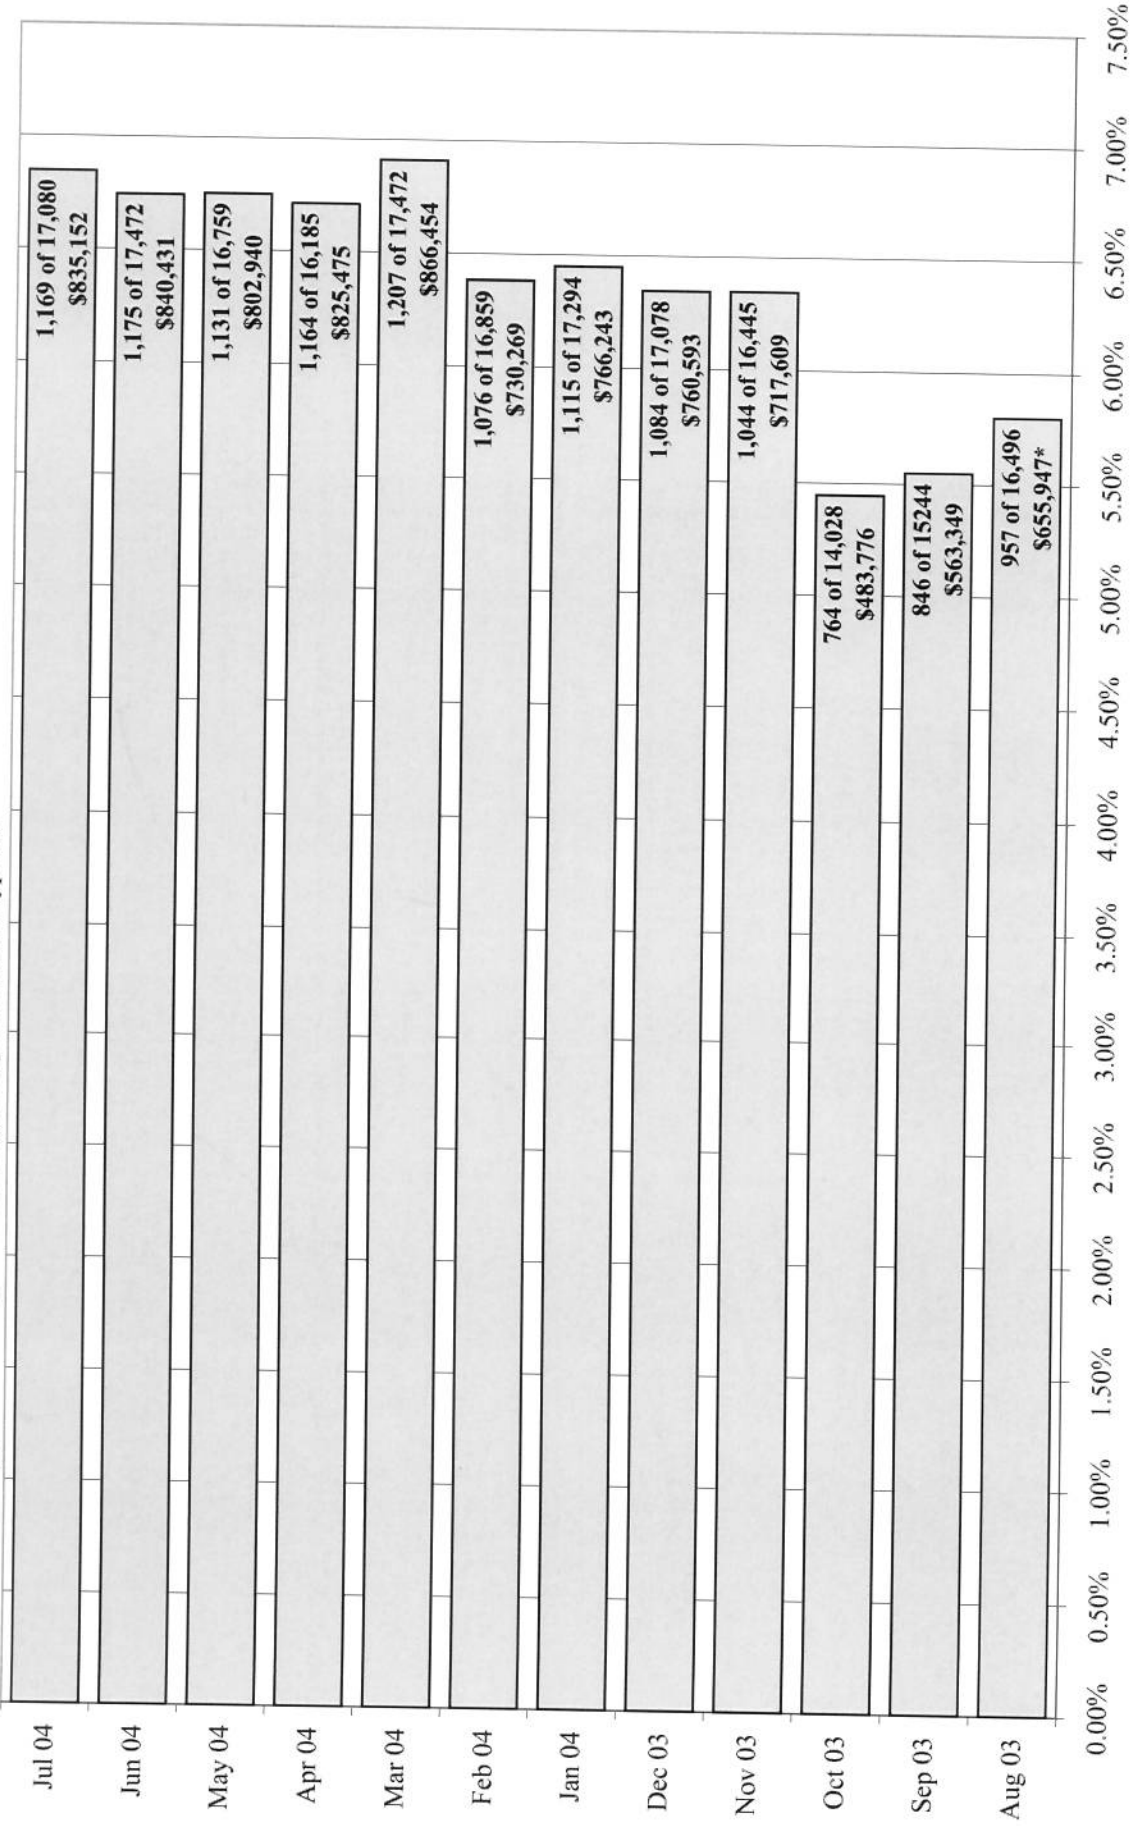 Jul 04
1,169 of 17,080
$835,152
Jun 04
1,175 of 17,472
$840,431
May 04
1,131 of 16,759
$802,940
Apr 04
1,164 of 16,185
$825,475
Mar 04
1,207 of 17,472
$866,454
Feb 04
1,076 of 16,859
$730,269
Jan 04
1,115 of 17,294
$766,243
Dec 03
1,084 of 17,078
$760,593
Nov 03
1,044 of 16,445
$717,609
Oct 03
764 of 14,028
$483,776
Sep 03
846 of 15244
$563,349
Aug 03
957 of 16,496
$655,947*
0.00% 0.50% 1.00% 1.50% 2.00% 2.50% 3.00% 3.50% 4.00% 4.50% 5.00% 5.50% 6.00% 6.50% 7.00% 7.50%